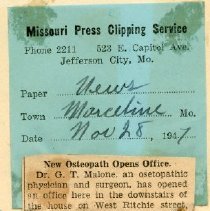 Missouri Press Clipping Service
Phone 2211 523 E. Capitol Ave.
Jefferson City, Mo.
Paper News
Town Marceline Mo.
Date Nov 28 1947
New Osteopath Opens Office.
Dr. G. T. Malone, an osetopathic
physician and surgeon, has opened
an office here in the downstairs of
the house on West Ritchie street,